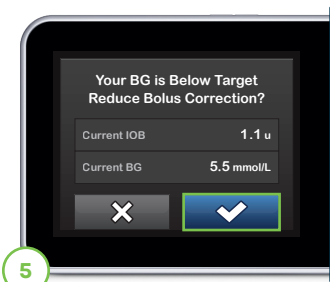 Your BG is Below Target
Reduce Bolus Correction?
Current IOB 1.1 u
Current BG 5.5 mmol/L
5